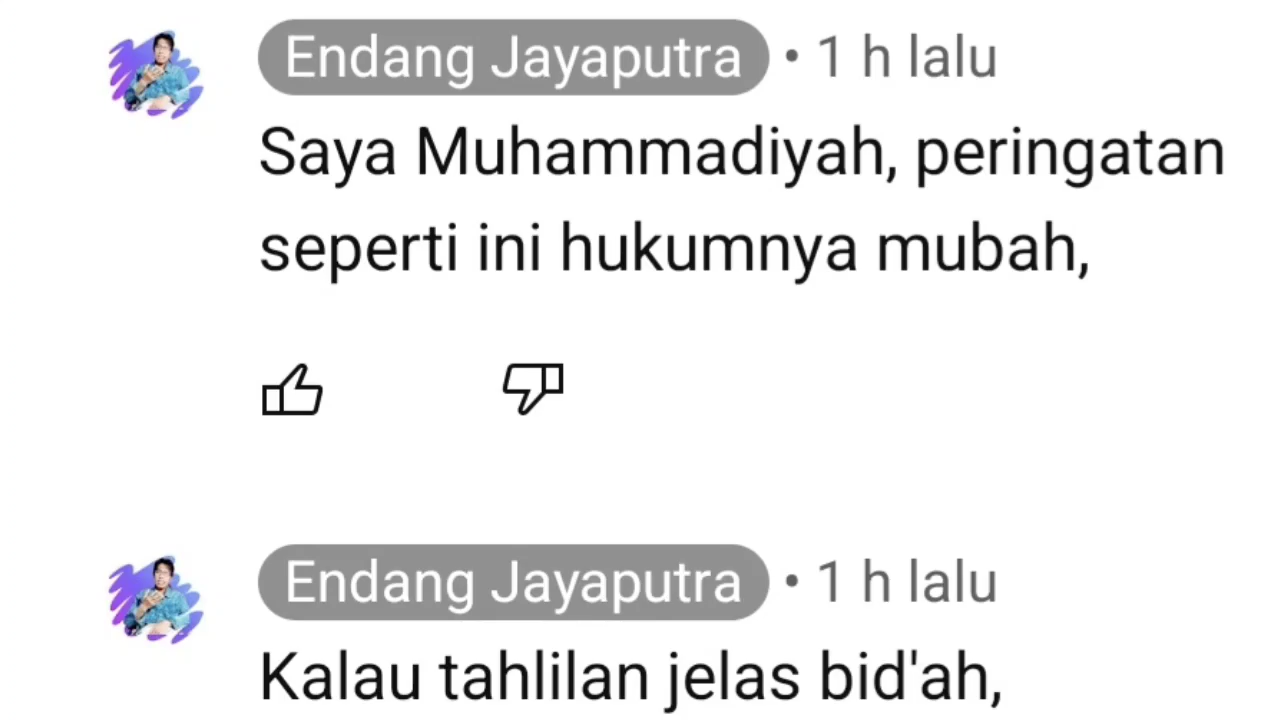 Endang Jayaputra • 1 h lalu
Saya Muhammadiyah, peringatan
seperti ini hukumnya mubah,
Endang Jayaputra • 1 h lalu
Kalau tahlilan jelas bid'ah,